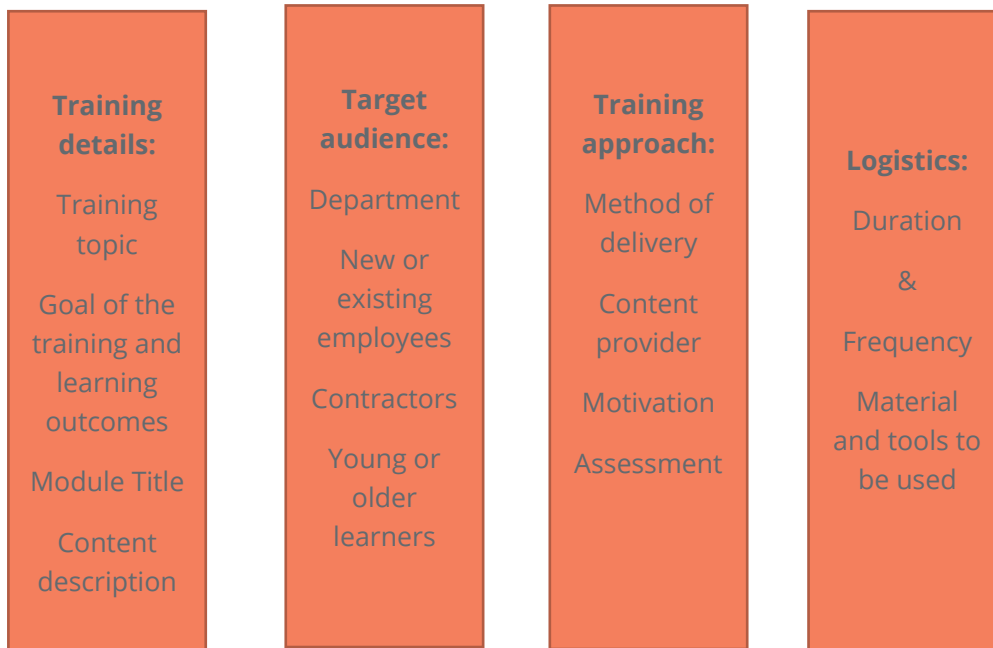 Training
details:
Training
topic
Goal of the
training and
learning
outcomes
Module Title
Content
description
Target
audience:
Department
New or
existing
employees
Contractors
Young or
older
learners
Training
approach:
Method of
delivery
Content
provider
Motivation
Assessment
Logistics:
Duration
&
Frequency
Material
and tools to
be used